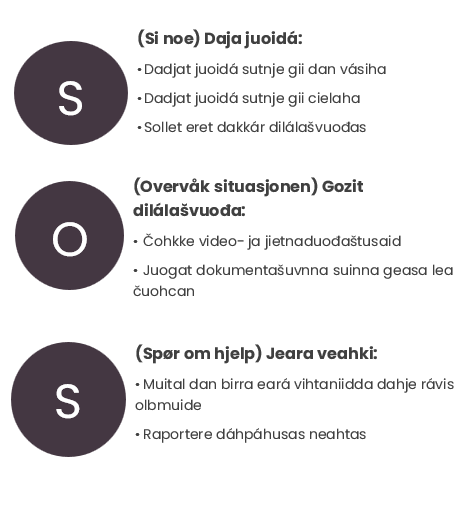 S
(Si noe) Daja juoidá:
•Dadjat juoidá sutnje gii dan vásiha
•Dadjat juoidá sutnje gii cielaha
•Sollet eret dakkár dilálašvuođas
O
(Overvåk situasjonen) Gozit
dilálašvuođa:
• Čohkke video- ja jietnaduođaštusaid
• Juogat dokumentašuvnna suinna geasa lea
čuohcan
S
(Spør om hjelp) Jeara veahki:
• Muital dan birra eará vihtaniidda dahje rávis
olbmuide
• Raportere dáhpáhusas neahtas